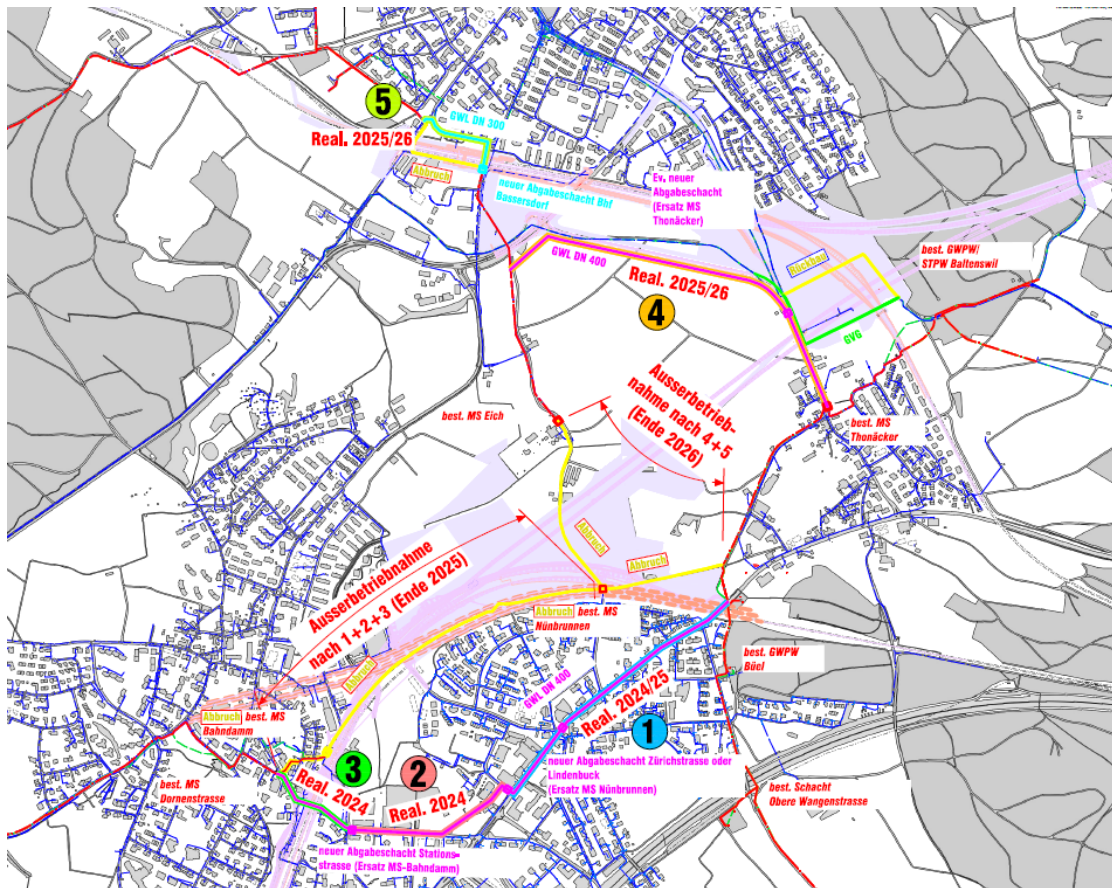 5
GWL DN 300
Real. 2025/26
Abbruch
neuer Abgabeschacht Bhf
Bassersdorf
Ev. neuer
Abgabeschacht
(Ersatz MS
Thonäcker)
GWL DN 400
Real. 2025/26
4
Rückbau
best. GWPW/
STPW Baltenswil
GVG
best. MS
Thonäcker
best. MS Eich
Ausserbetrieb-
nahme nach 4+5
(Ende 2026)
Ausserbetriebnahme
nach 1+2+3 (Ende 2025)
Abbruch
Abbruch
Abbruch best. MS
Nünbrunnen
Abbruch
best. GWPW
Büel
GWL DN 400
Real. 2024/25
1
Abbruch best. MS
Bahndamm
best. MS
Dornenstrasse
3
Real. 2024
2
Real. 2024
neuer Abgabeschacht Zürichstrasse oder
Lindenbuck
(Ersatz MS Nünbrunnen)
best. Schacht
Obere Wangenstrasse
neuer Abgabeschacht Stations-
strasse (Ersatz MS-Bahndamm)